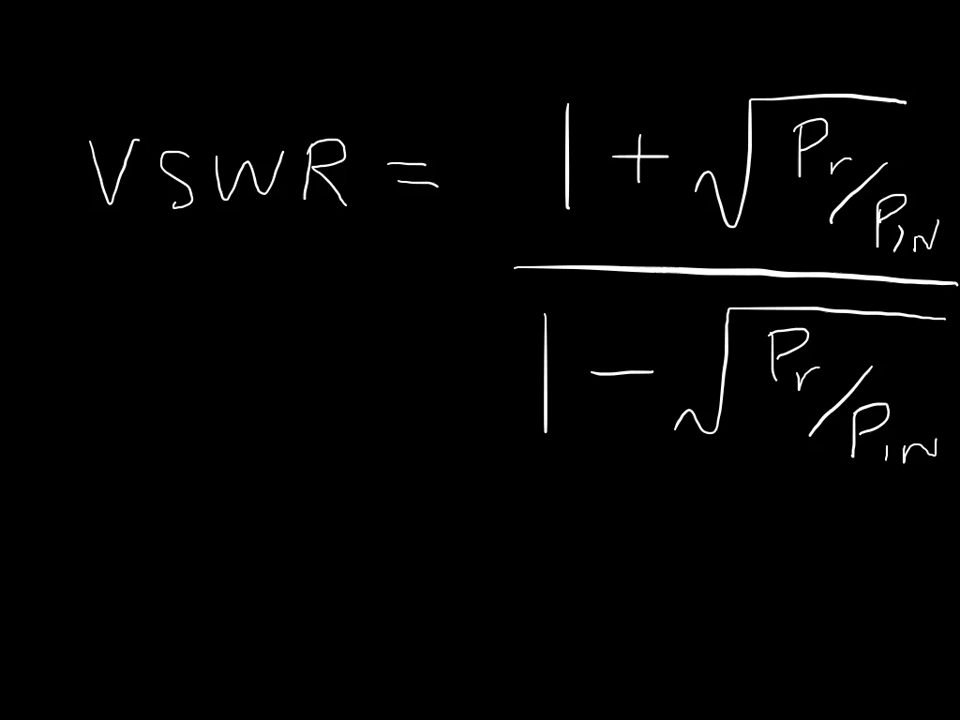 VSWR = 1 + √Pr/PIN
1 - √Pr/PIN